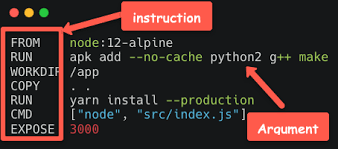 instruction
FROM node:12-alpine
RUN apk add --no-cache python2 g++ make
WORKDIR /app
COPY . .
RUN yarn install --production
CMD ["node", "src/index.js"]
EXPOSE 3000
Arqument